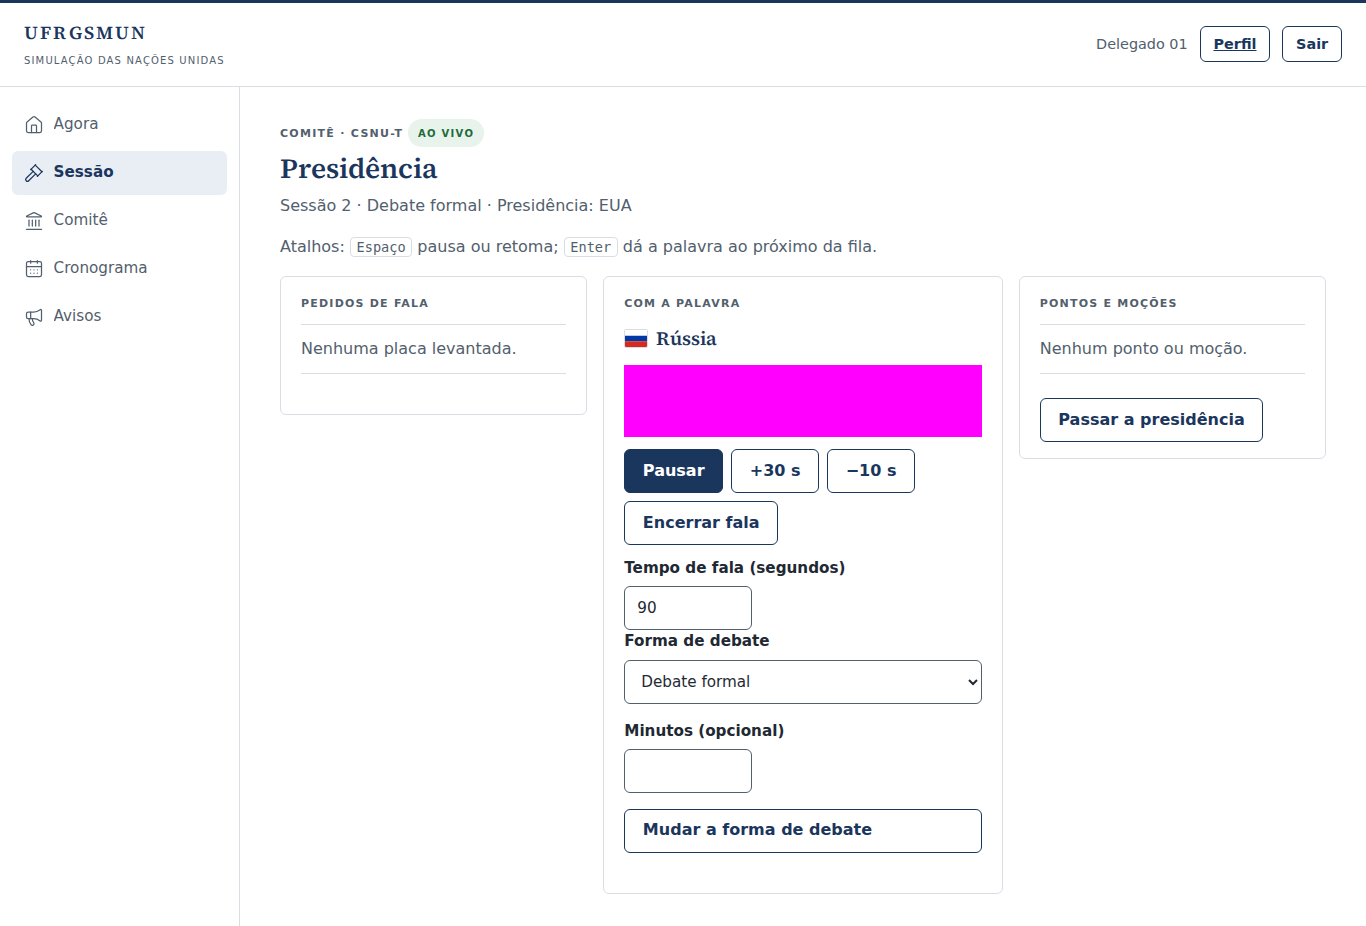 UFRGSMUN
SIMULAÇÃO DAS NAÇÕES UNIDAS
Delegado 01
Perfil
Sair
Agora
Sessão
Comitê
Cronograma
Avisos
COMITÊ · CSNU-T AO VIVO
Presidência
Sessão 2 · Debate formal · Presidência: EUA
Atalhos: Espaço pausa ou retoma; Enter dá a palavra ao próximo da fila.
PEDIDOS DE FALA
Nenhuma placa levantada.
COM A PALAVRA
Rússia
Pausar
+30 s
−10 s
Encerrar fala
Tempo de fala (segundos)
90
Forma de debate
Debate formal
Minutos (opcional)
Mudar a forma de debate
PONTOS E MOÇÕES
Nenhum ponto ou moção.
Passar a presidência